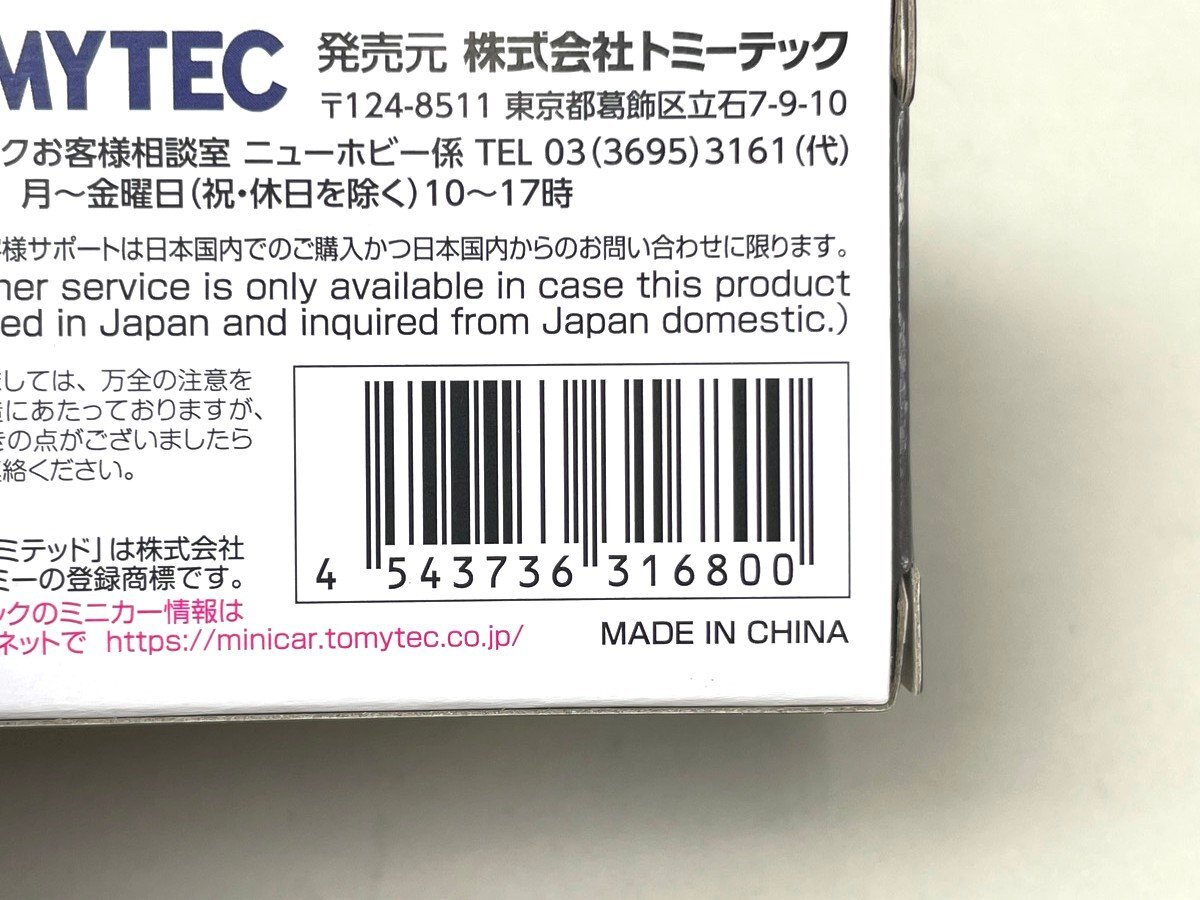 MYTEC 発売元 株式会社トミーテック
〒124-8511 東京都葛飾区立石7-9-10
クお客様相談室 ニューホビー係 TEL 03(3695)3161(代)
月〜金曜日(祝・休日を除く)10〜17時
客様サポートは日本国内でのご購入かつ日本国内からのお問い合わせに限ります。
ner service is only available in case this product
ed in Japan and inquired from Japan domestic.)
しては、万全の注意を
にあたっておりますが、
きの点がございましたら
絡ください。
4 543736 316800
ミテッド」は株式会社
ミーの登録商標です。
ックのミニカー情報は
ネットで https://minicar.tomytec.co.jp/
MADE IN CHINA